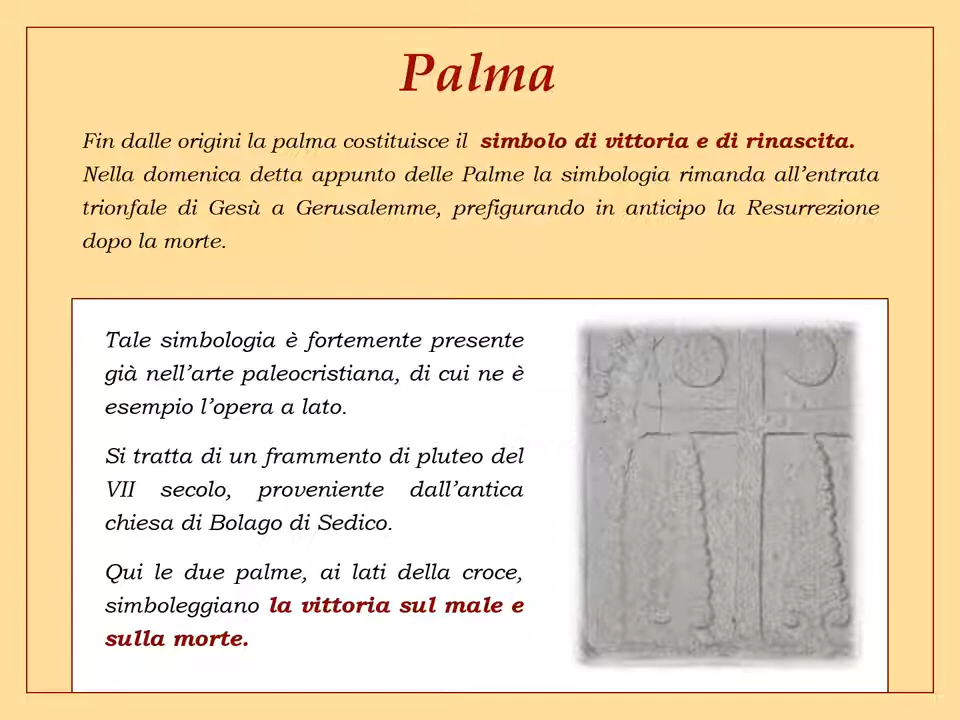 Palma
Fin dalle origini la palma costituisce il simbolo di vittoria e di rinascita.
Nella domenica detta appunto delle Palme la simbologia rimanda all’entrata
trionfale di Gesù a Gerusalemme, prefigurando in anticipo la Resurrezione
dopo la morte.
Tale simbologia è fortemente presente
già nell’arte paleocristiana, di cui ne è
esempio l’opera a lato.
Si tratta di un frammento di pluteo del
VII secolo, proveniente dall’antica
chiesa di Bolago di Sedico.
Qui le due palme, ai lati della croce,
simboleggiano la vittoria sul male e
sulla morte.